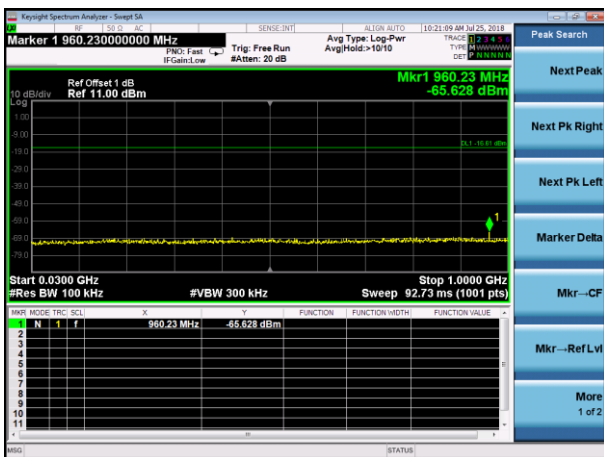 Keysight Spectrum Analyzer - Swept SA
RF 50 Ω AC SENSE:INT ALIGN AUTO 10:21:09 AM Jul 25, 2018
Marker 1 960.230000000 MHz
PNO: Fast
IFGain:Low
Trig: Free Run
#Atten: 20 dB
Avg Type: Log-Pwr
Avg|Hold:>10/10
TRACE 1 2 3 4 5 6
TYPE M W W W W W
DET P N N N N N
Peak Search
Next Peak
Next Pk Right
Next Pk Left
Marker Delta
Mkr→CF
Mkr→Ref Lvl
More
1 of 2
Ref Offset 1 dB
10 dB/div Ref 11.00 dBm
Mkr1 960.23 MHz
-65.628 dBm
Log
1.00
-9.00
DL1 -16.61 dBm
-19.0
-29.0
-39.0
-49.0
-59.0
1
-69.0
-79.0
Start 0.0300 GHz Stop 1.0000 GHz
#Res BW 100 kHz #VBW 300 kHz Sweep 92.73 ms (1001 pts)
MKR MODE TRC SCL X Y FUNCTION FUNCTION WIDTH FUNCTION VALUE
1 N 1 f 960.23 MHz -65.628 dBm
2
3
4
5
6
7
8
9
10
11
MSG STATUS